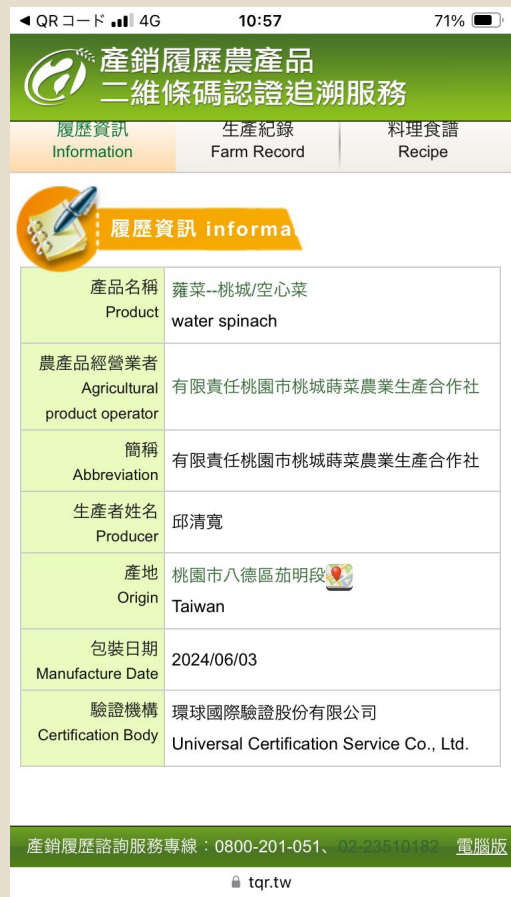 ◀ QRコード 4G 10:57 71%
產銷履歷農產品
二維條碼認證追溯服務
履歷資訊 生產紀錄 料理食譜
Information Farm Record Recipe
履歷資訊 informa
產品名稱 蕹菜--桃城/空心菜
Product water spinach
農產品經營業者
Agricultural 有限責任桃園市桃城蒔菜農業生產合作社
product operator
簡稱
Abbreviation 有限責任桃園市桃城蒔菜農業生產合作社
生產者姓名
Producer 邱清寬
產地 桃園市八德區茄明段
Origin Taiwan
包裝日期
Manufacture Date 2024/06/03
驗證機構 環球國際驗證股份有限公司
Certification Body Universal Certification Service Co., Ltd.
產銷履歷諮詢服務專線：0800-201-051、 02-23510182 電腦版
tqr.tw